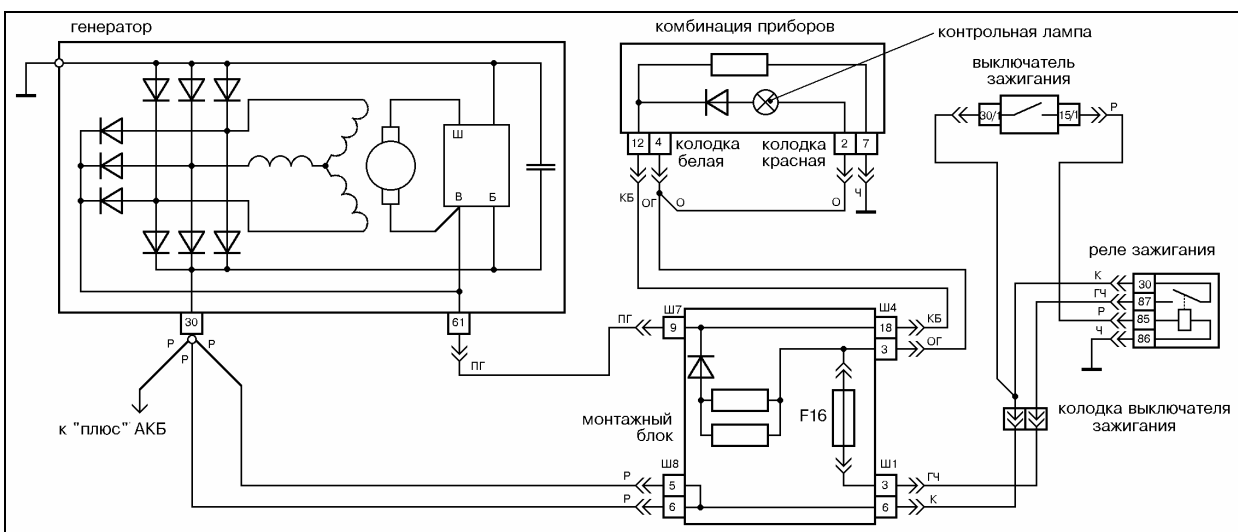 генератор
комбинация приборов
контрольная лампа
выключатель
зажигания
30/1
15/1
Р
Ш
В
Б
12
4
колодка
белая
колодка
красная
2
7
КБ
ОГ
О
О
Ч
реле зажигания
К
30
ГЧ
87
Р
85
Ч
86
30
61
Р
Р
Р
ПГ
ПГ
Ш7
9
Ш4
18
КБ
3
ОГ
к "плюс" АКБ
монтажный
блок
F16
колодка выключателя
зажигания
Ш8
Р
5
Р
6
Ш1
3
ГЧ
6
К